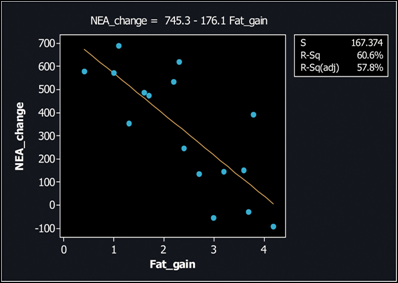 NEA_change = 745.3 - 176.1 Fat_gain
S 167.374
R-Sq 60.6%
R-Sq(adj) 57.8%
NEA_change
700
600
500
400
300
200
100
0
-100
0 1 2 3 4
Fat_gain